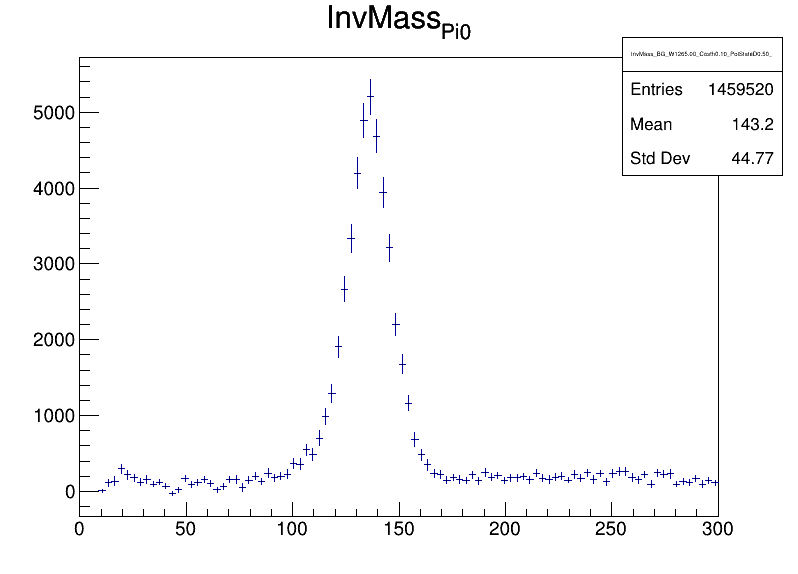 InvMass_Pi0
InvMass_BG_W1265.00_Costh0.10_PolStateD0.50_
Entries 1459520
Mean 143.2
Std Dev 44.77
5000
4000
3000
2000
1000
0
0 50 100 150 200 250 300